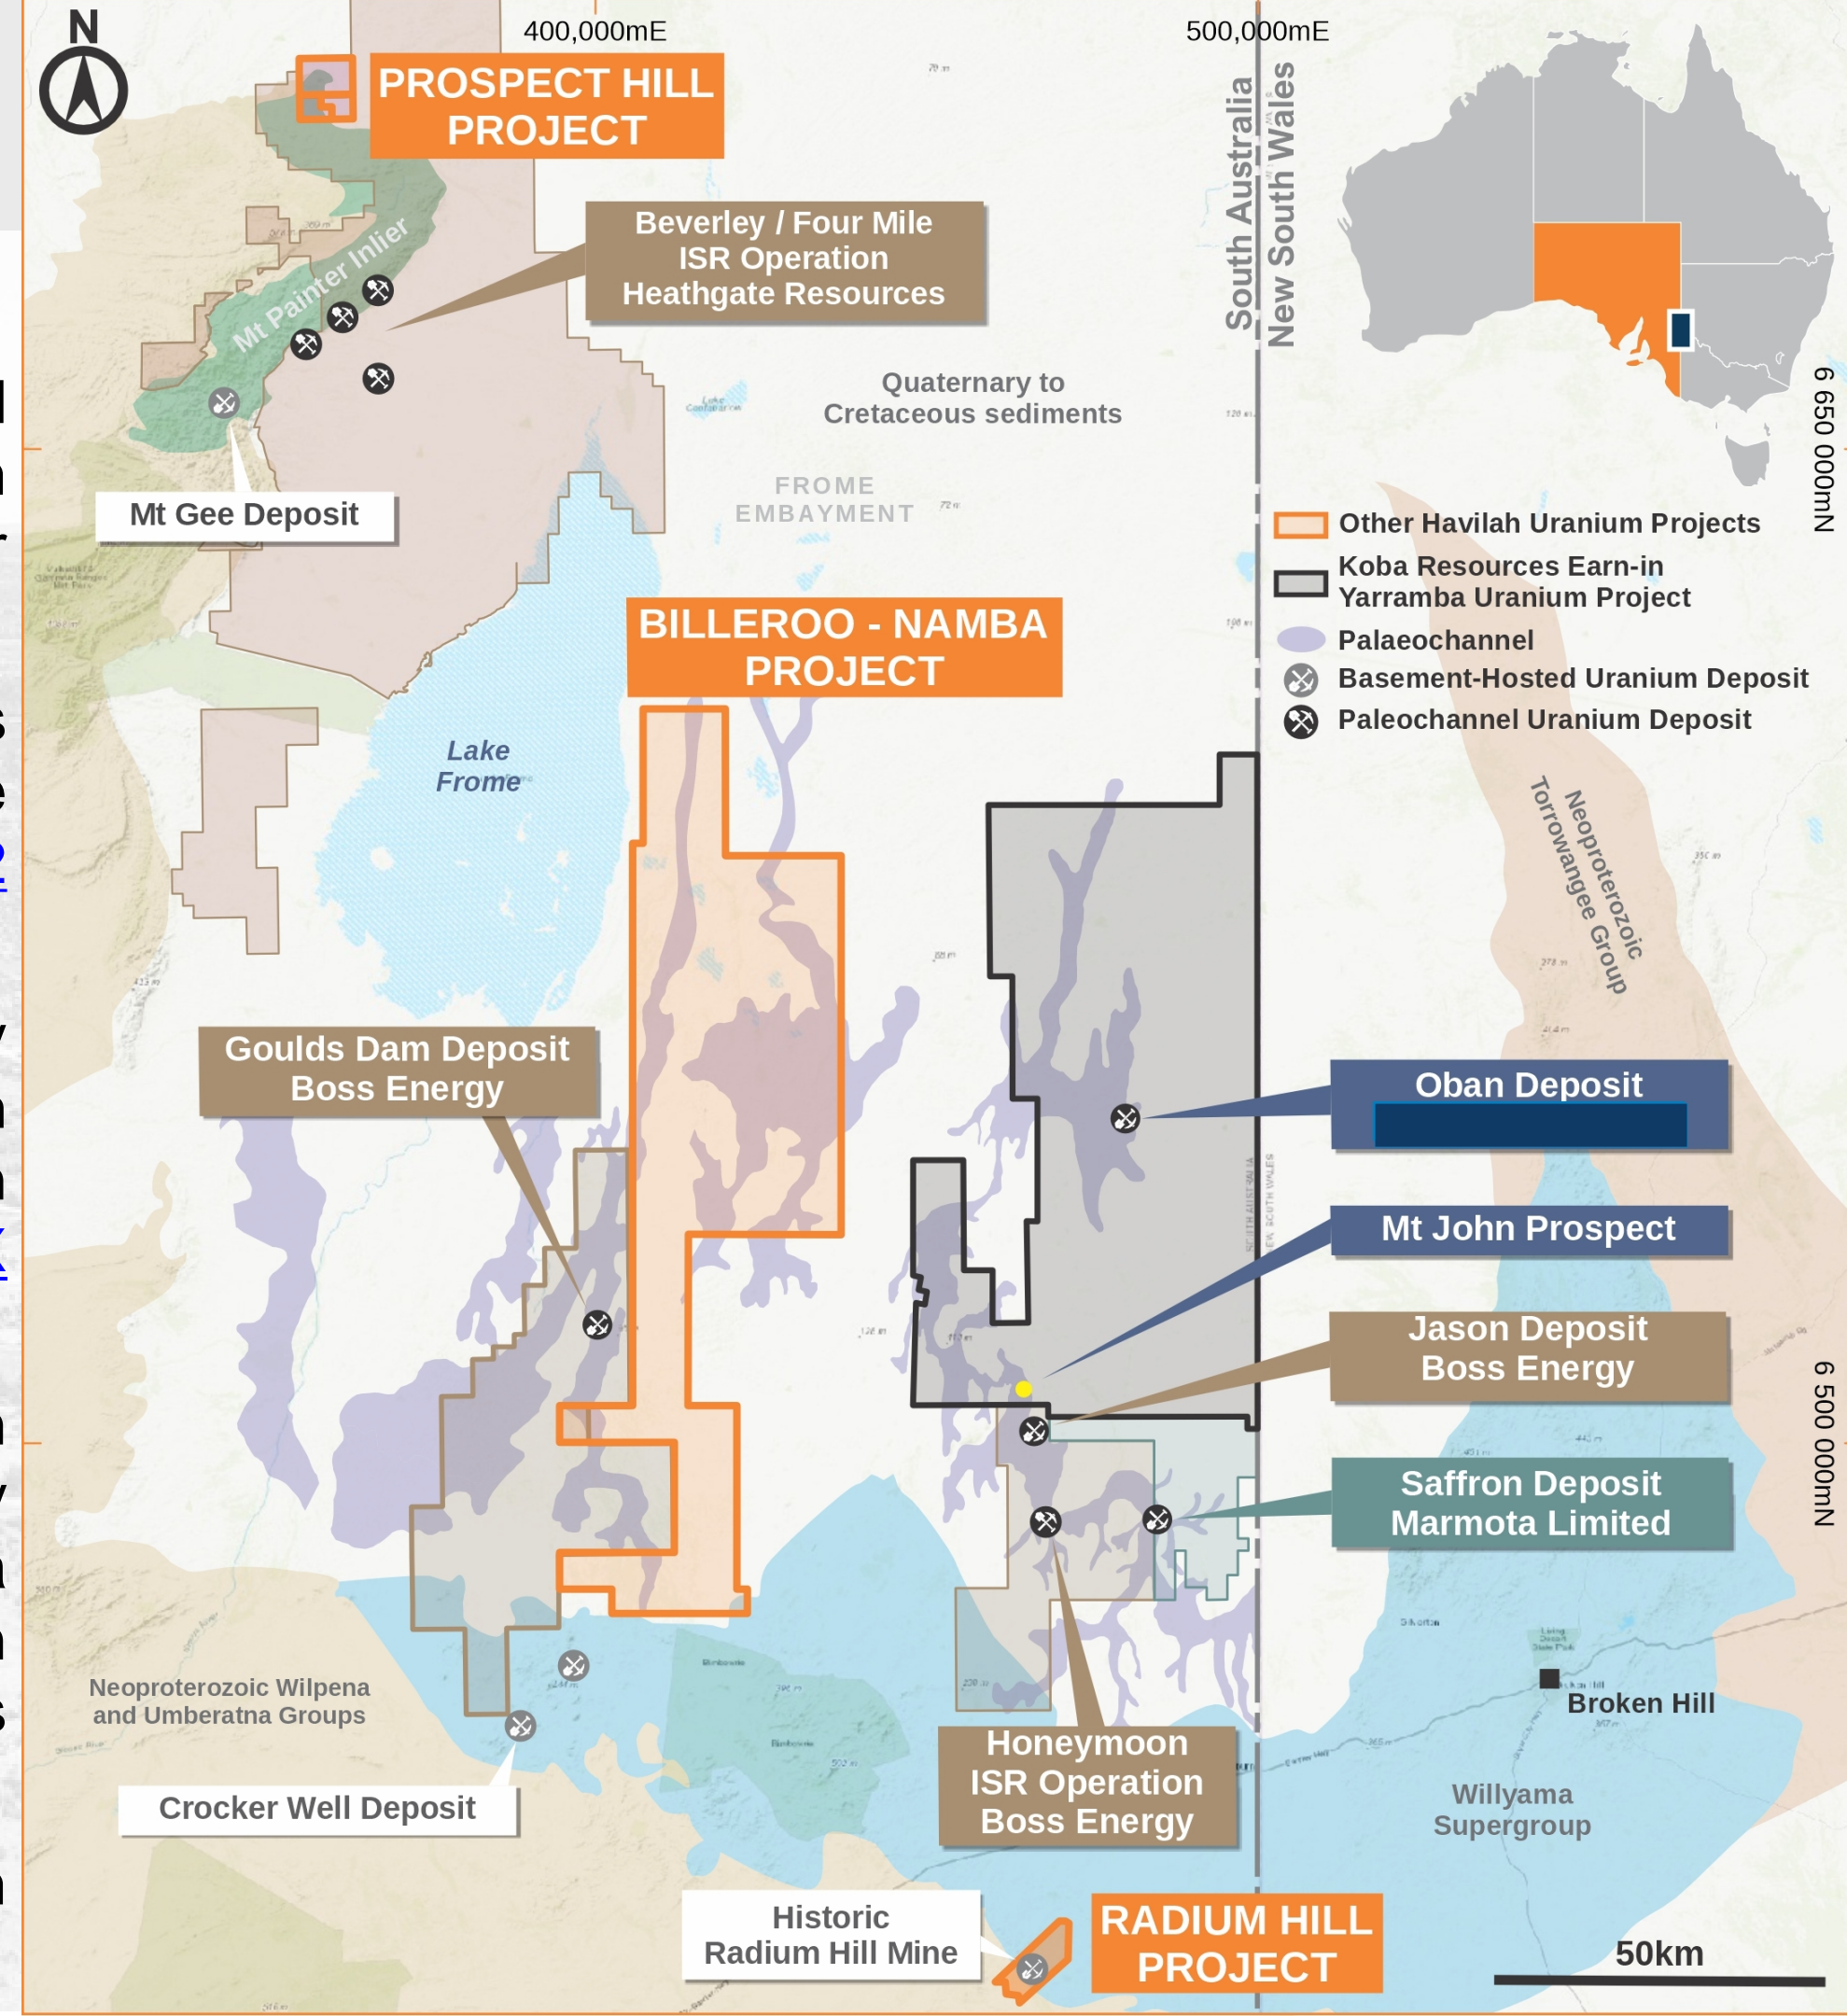 N
400,000mE
500,000mE
PROSPECT HILL
PROJECT
South Australia
New South Wales
Beverley / Four Mile
ISR Operation
Heathgate Resources
Mt Painter Inlier
Quaternary to
Cretaceous sediments
6 650 000mN
FROME
EMBAYMENT
Mt Gee Deposit
Other Havilah Uranium Projects
Koba Resources Earn-in
Yarramba Uranium Project
Palaeochannel
Basement-Hosted Uranium Deposit
Paleochannel Uranium Deposit
BILLEROO - NAMBA
PROJECT
Lake
Frome
Neoproterozoic
Torrowangee Group
Goulds Dam Deposit
Boss Energy
Oban Deposit
SOUTH AUSTRALIA
NEW SOUTH WALES
Mt John Prospect
Jason Deposit
Boss Energy
6 500 000mN
Saffron Deposit
Marmota Limited
Neoproterozoic Wilpena
and Umberatna Groups
Broken Hill
Honeymoon
ISR Operation
Boss Energy
Crocker Well Deposit
Willyama
Supergroup
Historic
Radium Hill Mine
RADIUM HILL
PROJECT
50km